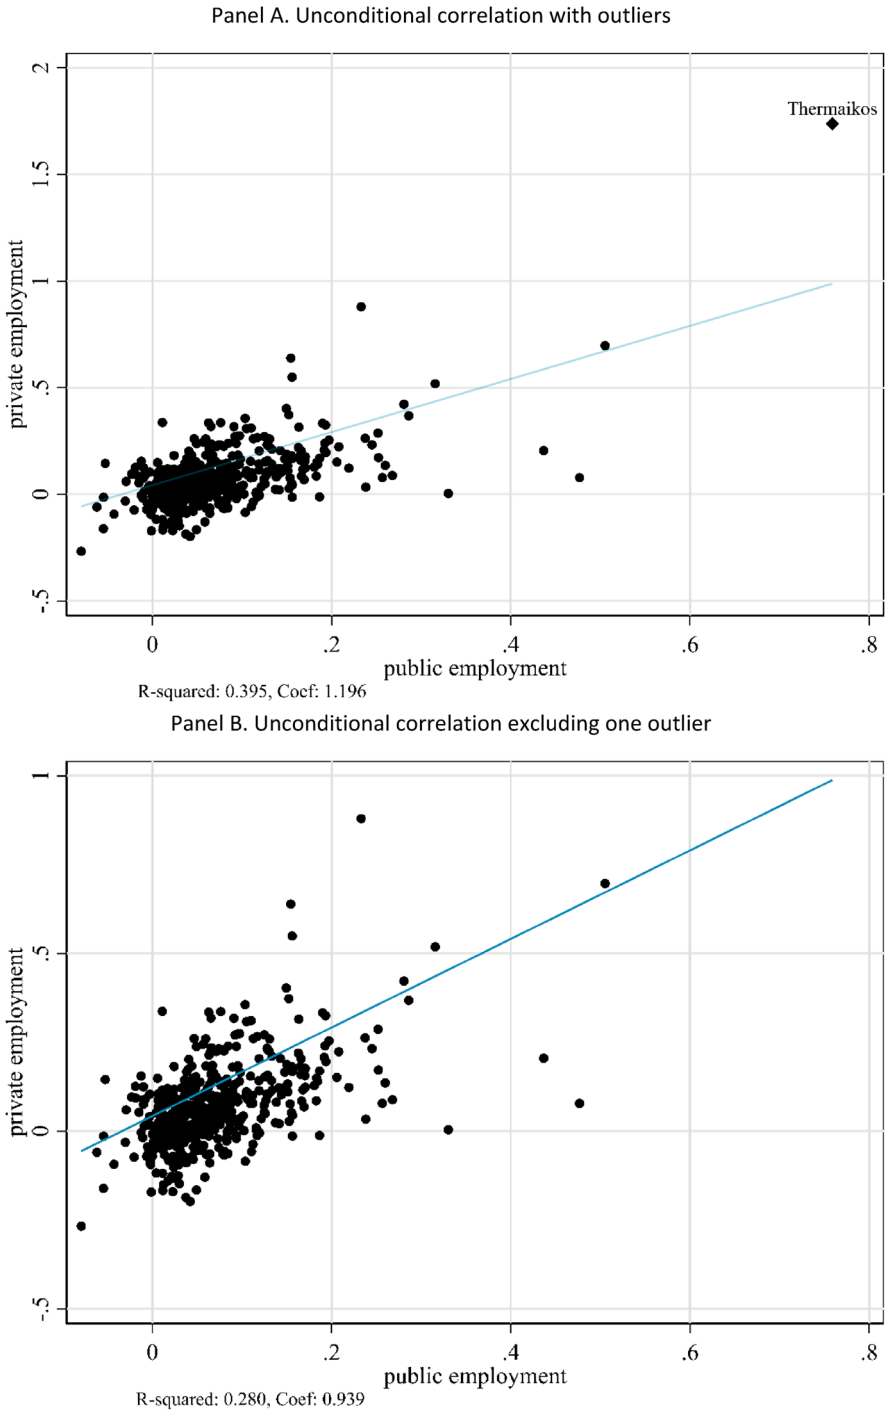 Panel A. Unconditional correlation with outliers
2
1.5
1
.5
0
-.5
private employment
Thermaikos
0
.2
.4
.6
.8
public employment
R-squared: 0.395, Coef: 1.196
Panel B. Unconditional correlation excluding one outlier
1
.5
0
-.5
private employment
0
.2
.4
.6
.8
public employment
R-squared: 0.280, Coef: 0.939